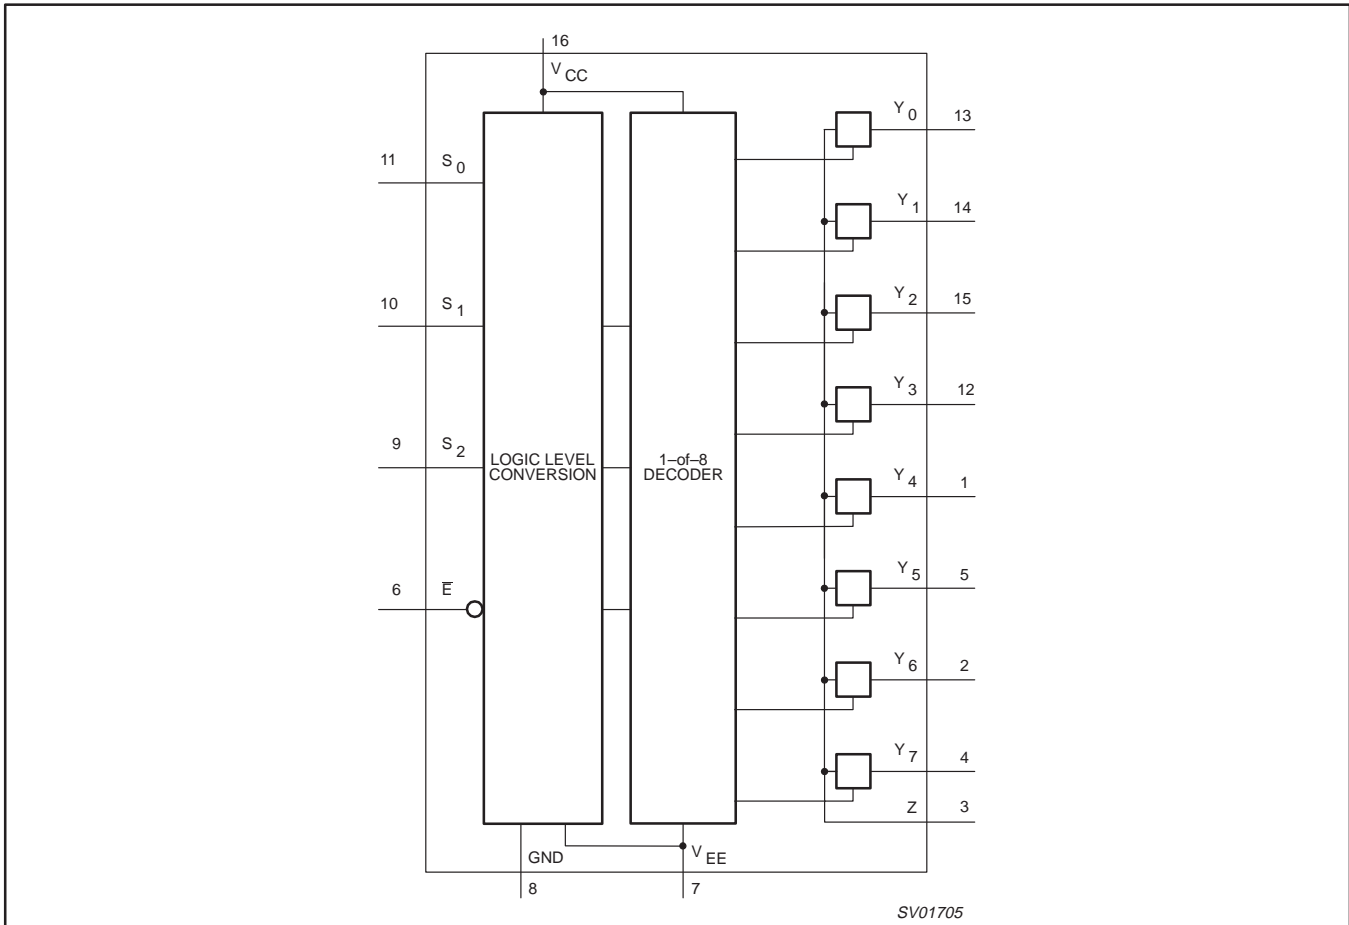 16
V CC
Y 0 13
11 S 0
Y 1 14
Y 2 15
10 S 1
Y 3 12
9 S 2
LOGIC LEVEL
CONVERSION
1–of–8
DECODER
Y 4 1
Y 5 5
6 E̅
Y 6 2
Y 7 4
Z 3
GND
V EE
8
7
SV01705